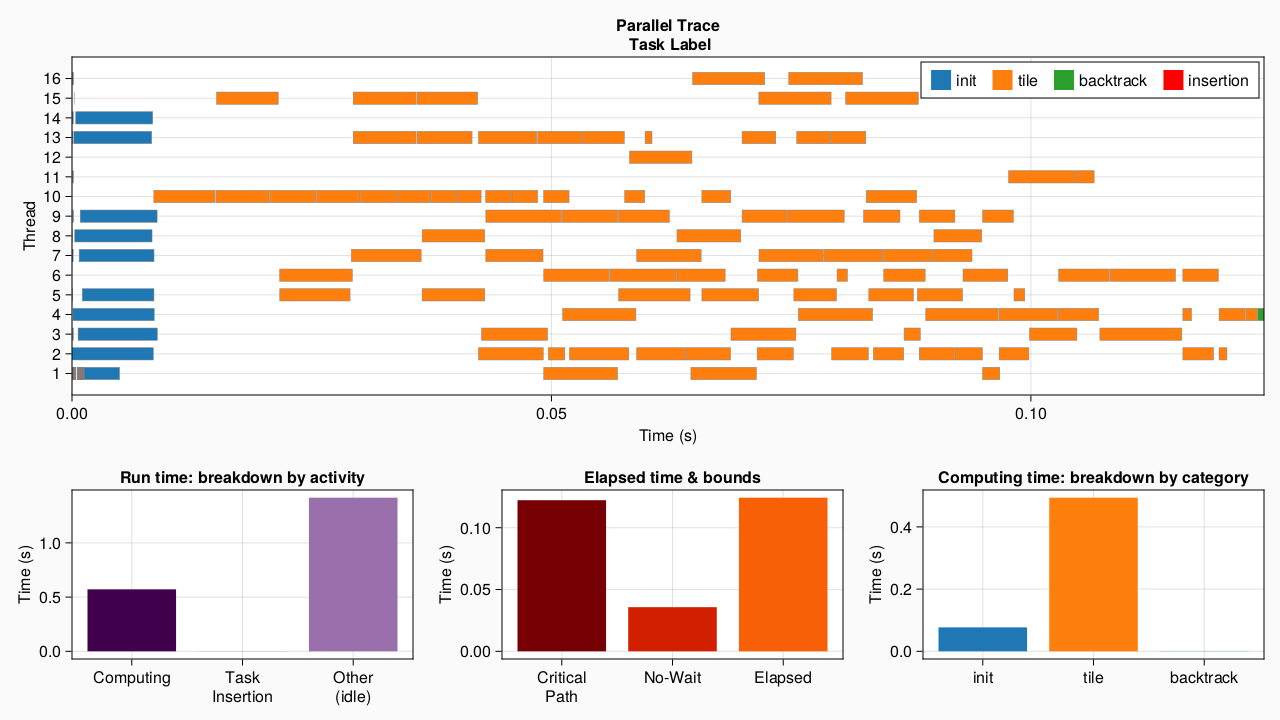 Parallel Trace
Task Label
init tile backtrack insertion
16
15
14
13
12
11
10
9
8
7
6
5
4
3
2
1
Thread
0.00 0.05 0.10
Time (s)
Run time: breakdown by activity
Time (s)
1.0
0.5
0.0
Computing Task Insertion Other (idle)
Elapsed time & bounds
Time (s)
0.10
0.05
0.00
Critical Path No-Wait Elapsed
Computing time: breakdown by category
Time (s)
0.4
0.2
0.0
init tile backtrack